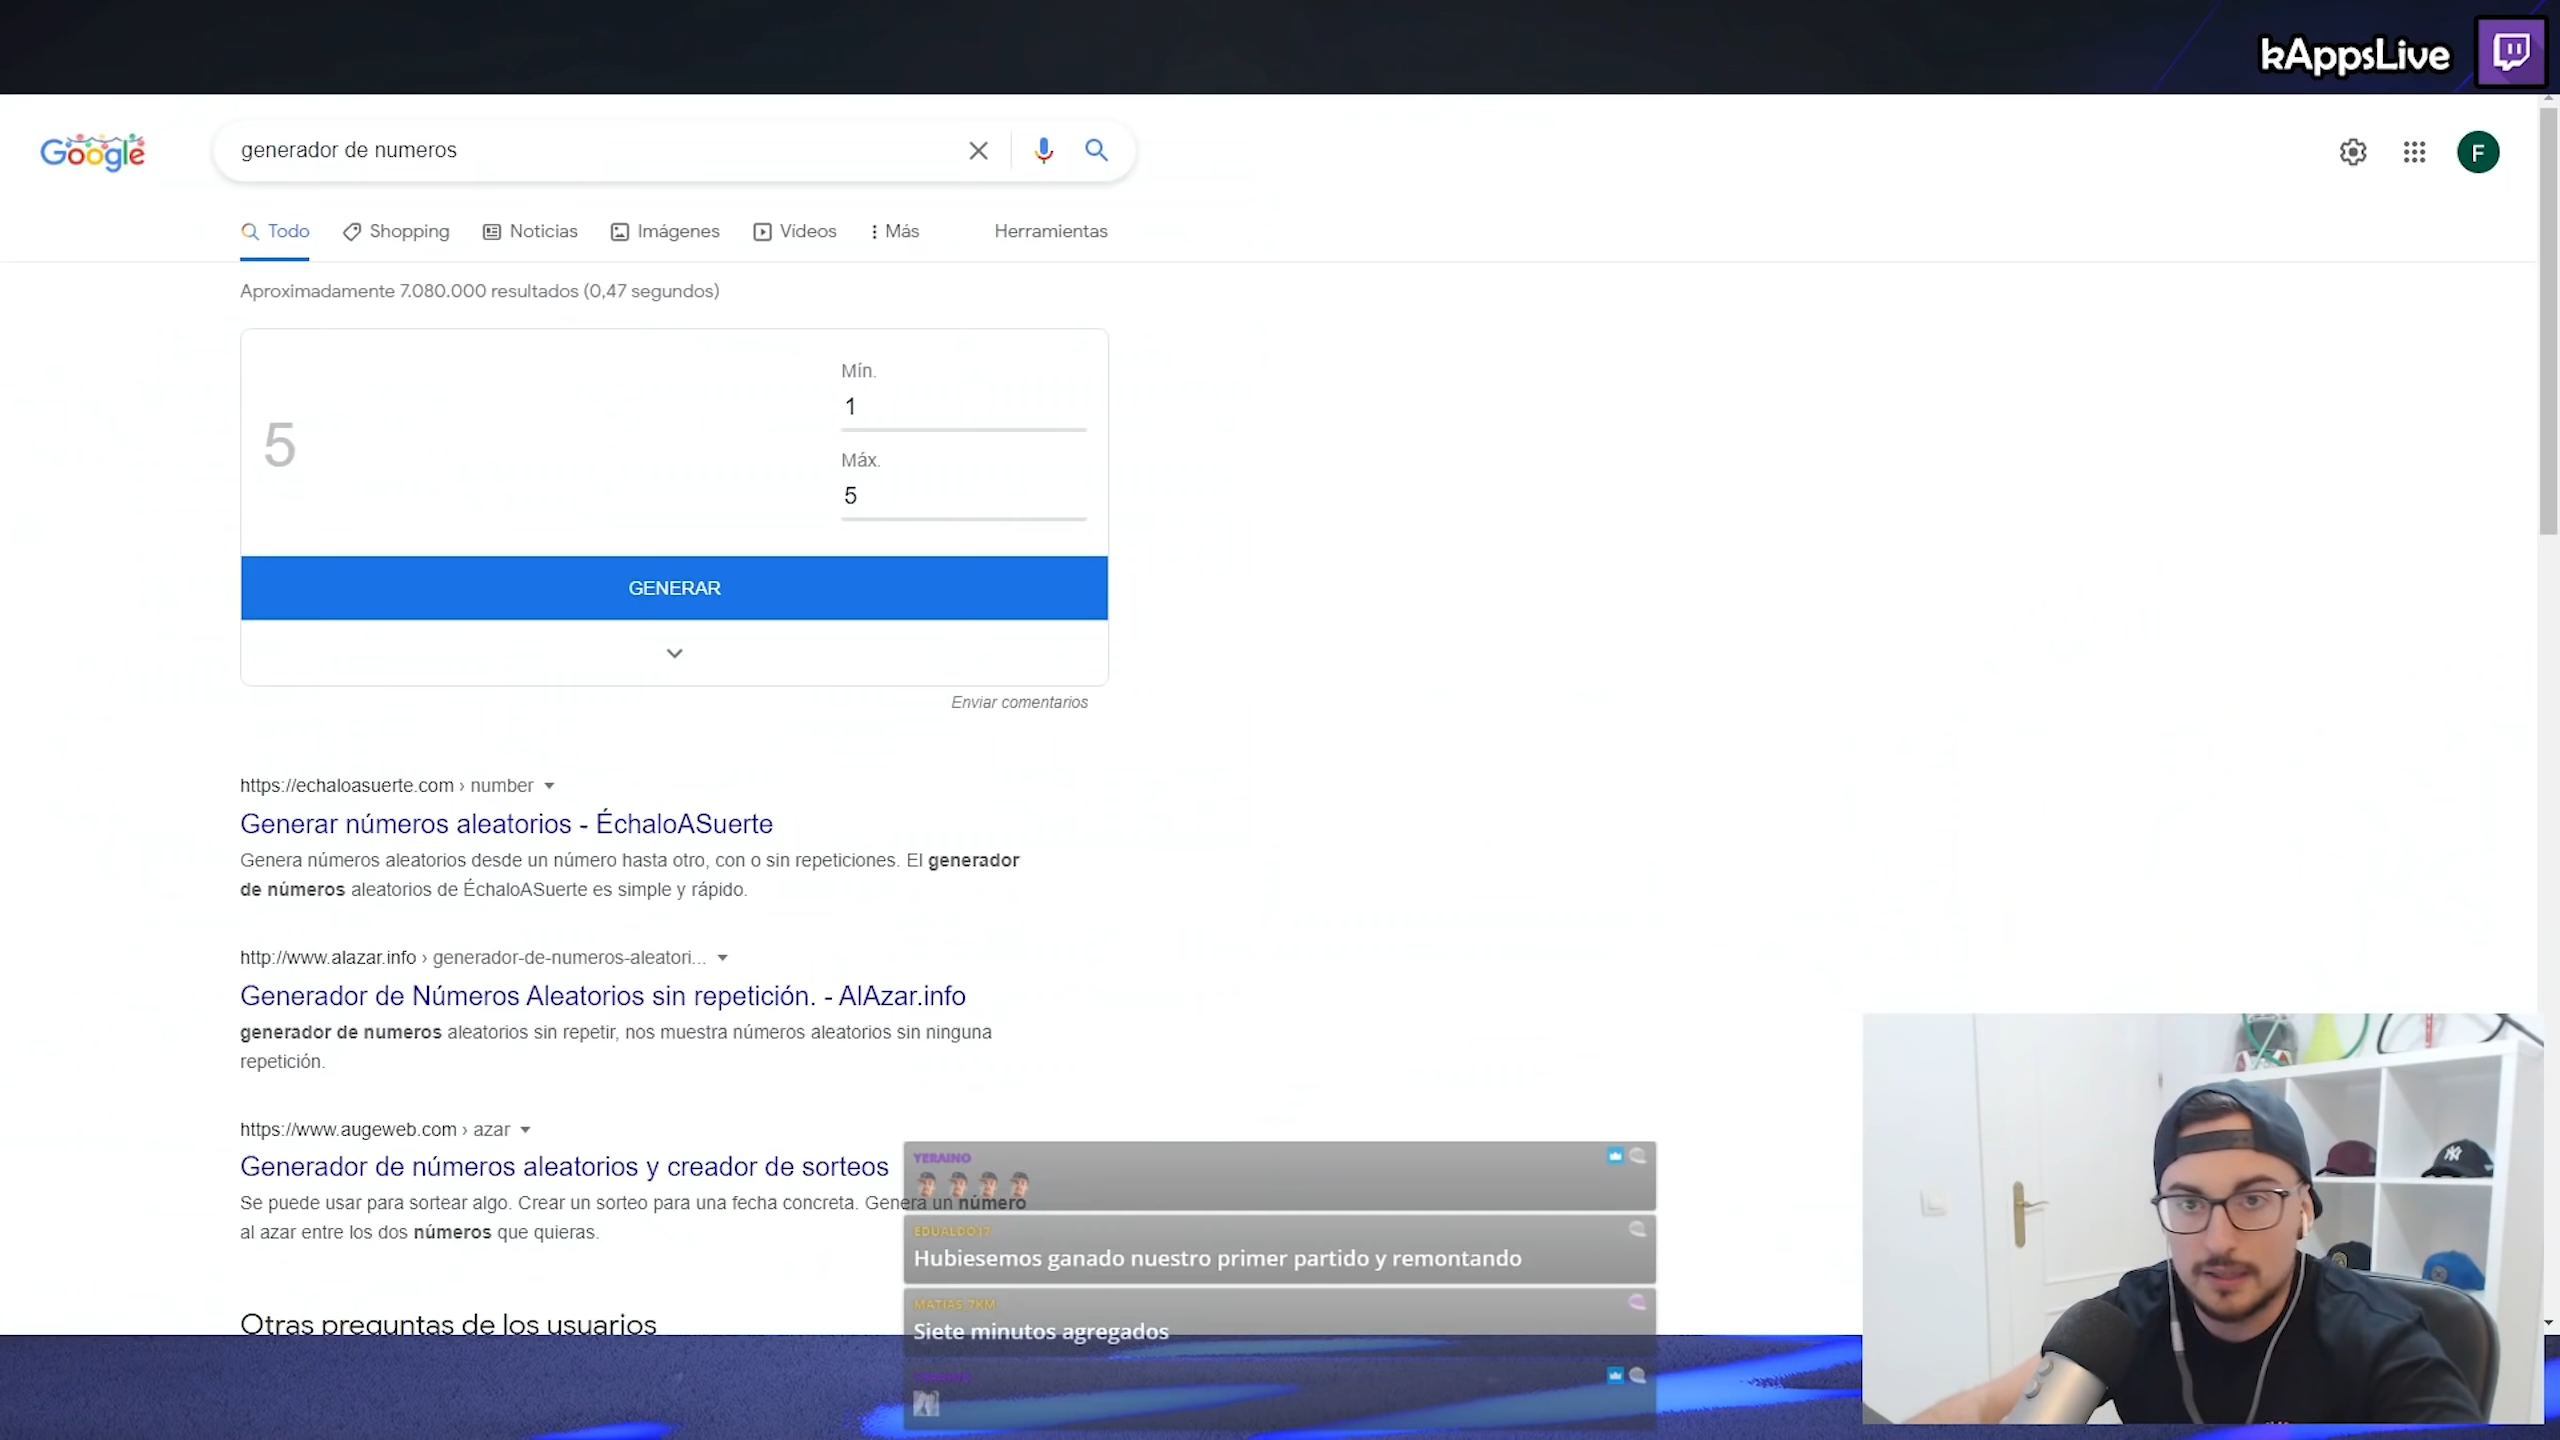 kAppsLive
Google
generador de numeros
F
Todo
Shopping
Noticias
Imágenes
Vídeos
Más
Herramientas
Aproximadamente 7.080.000 resultados (0,47 segundos)
5
Mín.
1
Máx.
5
GENERAR
Enviar comentarios
https://echaloasuerte.com › number
Generar números aleatorios - ÉchaloASuerte
Genera números aleatorios desde un número hasta otro, con o sin repeticiones. El generador
de números aleatorios de ÉchaloASuerte es simple y rápido.
http://www.alazar.info › generador-de-numeros-aleatori...
Generador de Números Aleatorios sin repetición. - AlAzar.info
generador de numeros aleatorios sin repetir, nos muestra números aleatorios sin ninguna
repetición.
https://www.augeweb.com › azar
Generador de números aleatorios y creador de sorteos
Se puede usar para sortear algo. Crear un sorteo para una fecha concreta. Genera un número
al azar entre los dos números que quieras.
Otras preguntas de los usuarios
YERAINO
EDUALDO17
Hubiesemos ganado nuestro primer partido y remontando
MATIAS_7KM
Siete minutos agregados